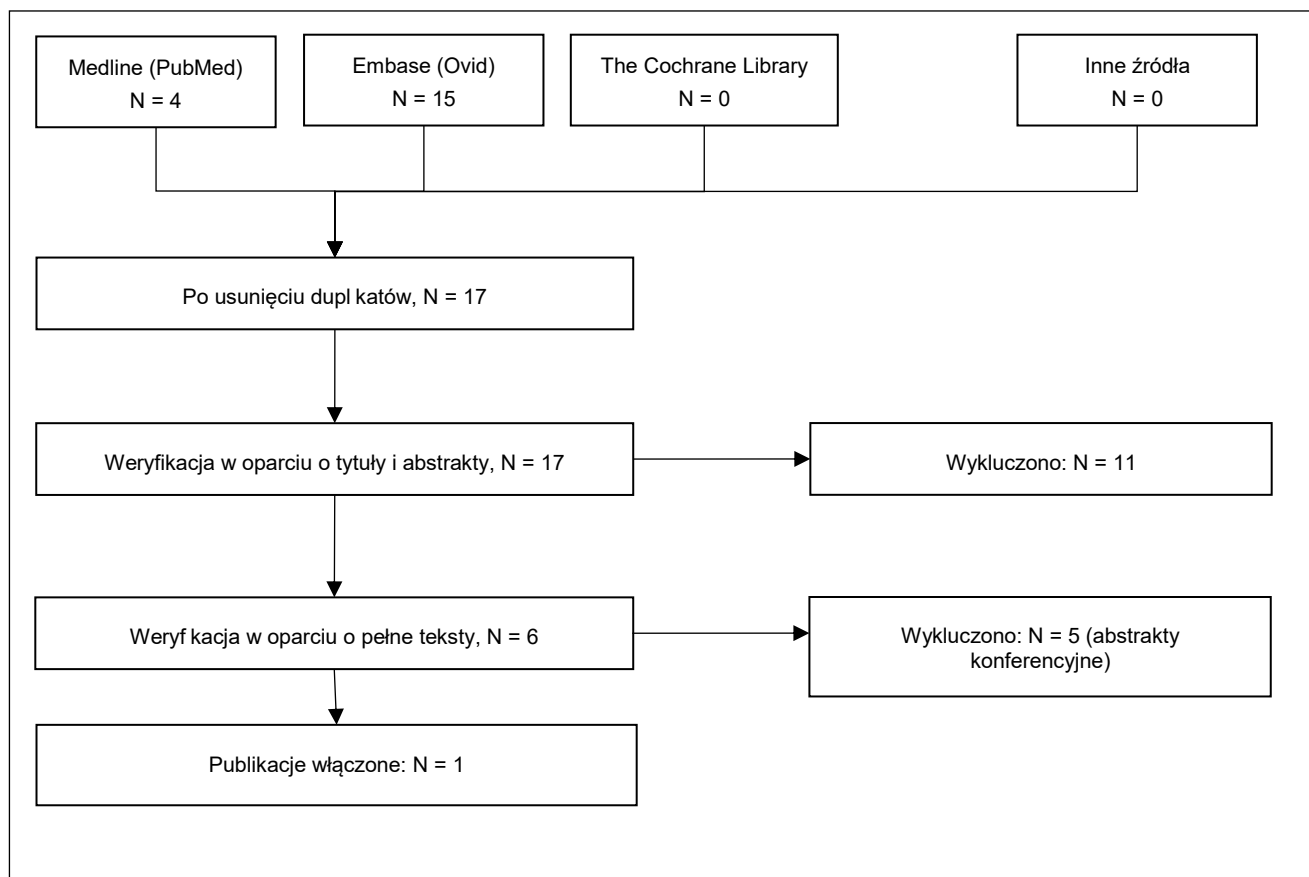 Medline (PubMed)
N = 4
Embase (Ovid)
N = 15
The Cochrane Library
N = 0
Inne źródła
N = 0
Po usunięciu dupl katów, N = 17
Weryfikacja w oparciu o tytuły i abstrakty, N = 17
Wykluczono: N = 11
Weryf kacja w oparciu o pełne teksty, N = 6
Wykluczono: N = 5 (abstrakty
konferencyjne)
Publikacje włączone: N = 1